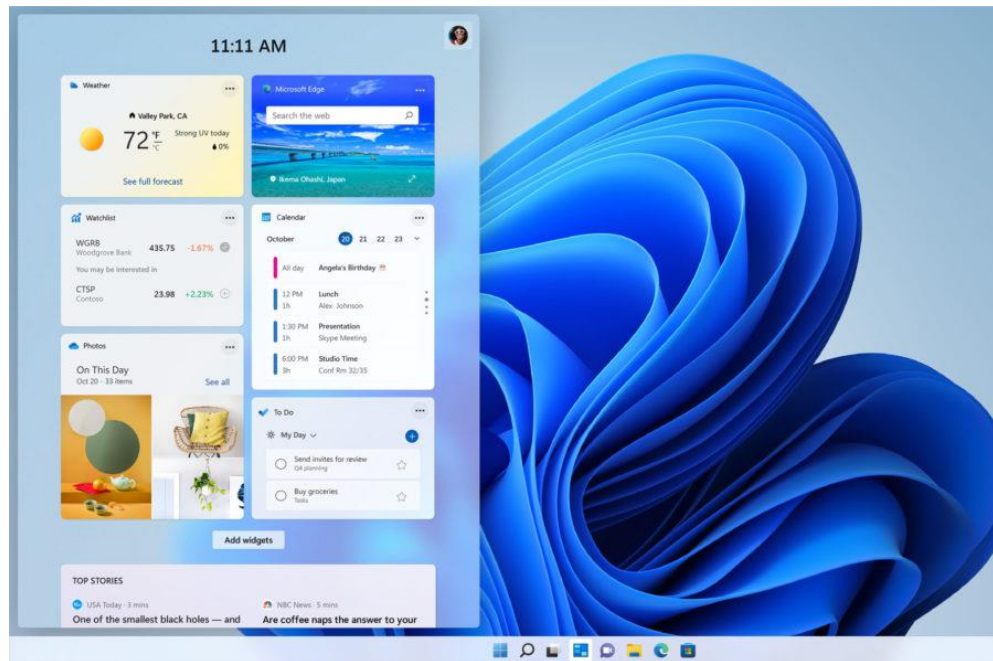 11:11 AM
Weather
Valley Park, CA
72 °F
°C
Strong UV today
0%
See full forecast
Microsoft Edge
Search the web
Ikema Ohashi, Japan
Watchlist
WGRB
Woodgrove Bank
435.75
-1.67%
You may be interested in
CTSP
Contoso
23.98
+2.23%
Calendar
October
20 21 22 23
All day Angela's Birthday
12 PM Lunch
1h Alex Johnson
1:30 PM Presentation
1h Skype Meeting
6:00 PM Studio Time
3h Conf Rm 32/35
Photos
On This Day
Oct 20 · 33 items
See all
To Do
My Day
Send invites for review
Q4 planning
Buy groceries
Tasks
Add widgets
TOP STORIES
USA Today · 3 mins
One of the smallest black holes — and
NBC News · 5 mins
Are coffee naps the answer to your